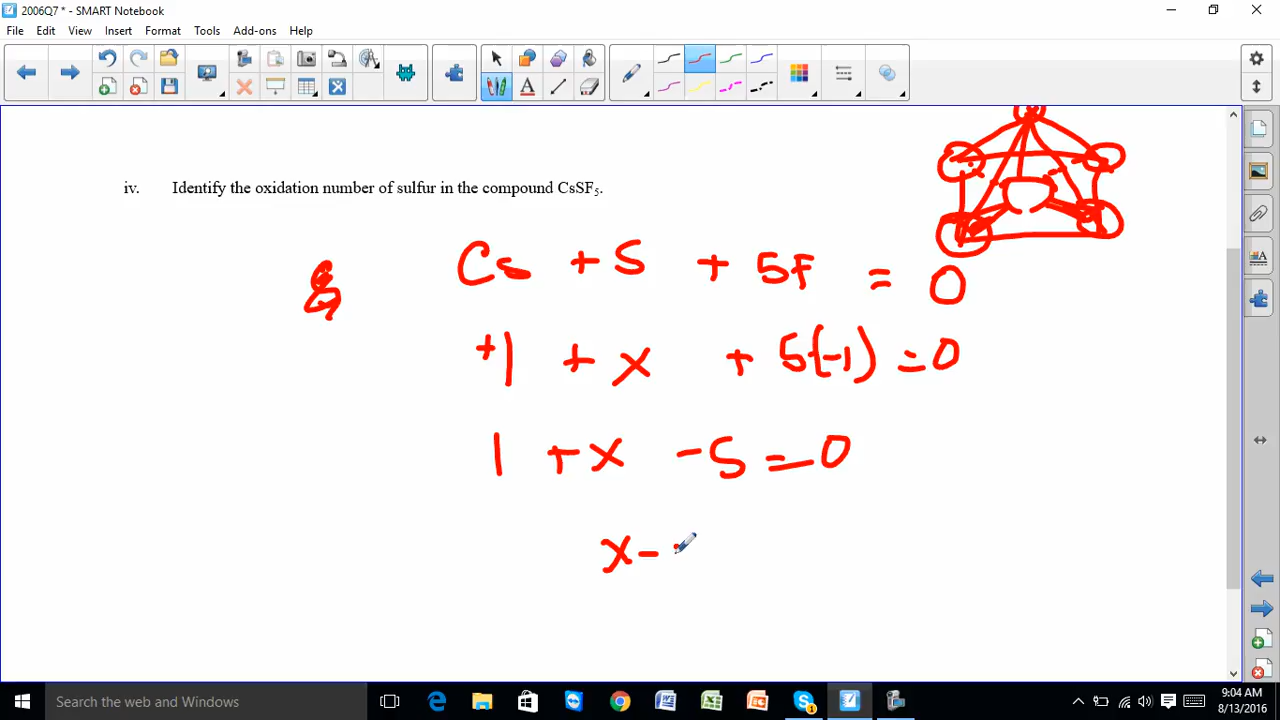 2006Q7 * - SMART Notebook
File Edit View Insert Format Tools Add-ons Help
iv. Identify the oxidation number of sulfur in the compound CsSF₅.
Cs + S + 5F = 0
+1 + x + 5(-1) = 0
1 + x - 5 = 0
x -
Search the web and Windows
9:04 AM
8/13/2016